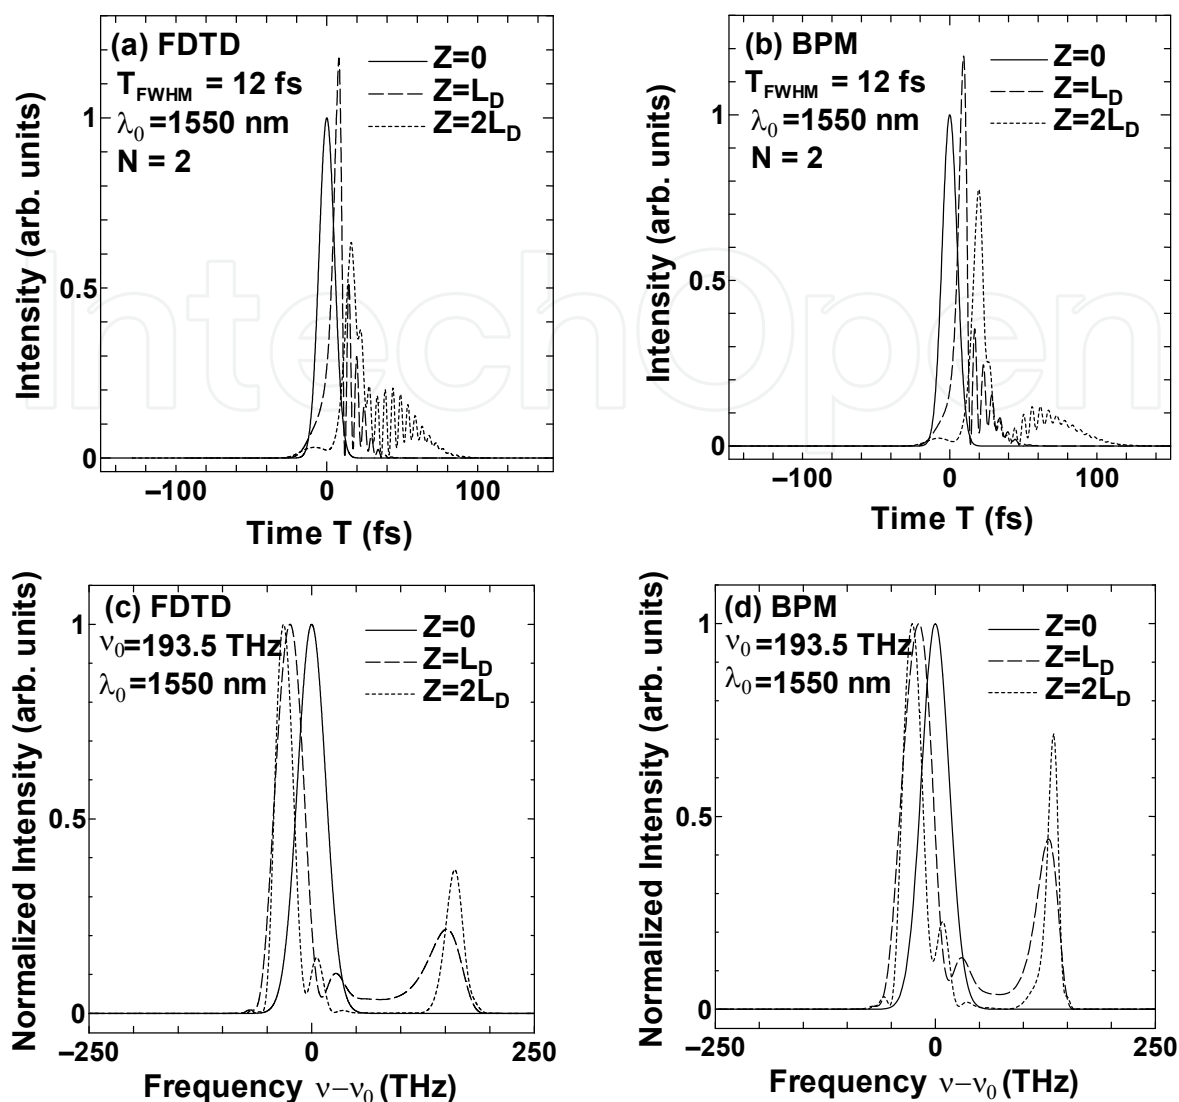 (a) FDTD
T_FWHM = 12 fs
λ₀ =1550 nm
N = 2
Z=0
Z=L_D
Z=2L_D
Intensity (arb. units)
1
0.5
0
−100
0
100
Time T (fs)
(b) BPM
T_FWHM = 12 fs
λ₀ =1550 nm
N = 2
Z=0
Z=L_D
Z=2L_D
Intensity (arb. units)
1
0.5
0
−100
0
100
Time T (fs)
IntechOpen
(c) FDTD
ν₀=193.5 THz
λ₀ =1550 nm
Z=0
Z=L_D
Z=2L_D
Normalized Intensity (arb. units)
1
0.5
0
−250
0
250
Frequency ν−ν₀ (THz)
(d) BPM
ν₀=193.5 THz
λ₀ =1550 nm
Z=0
Z=L_D
Z=2L_D
Normalized Intensity (arb. units)
1
0.5
0
−250
0
250
Frequency ν−ν₀ (THz)